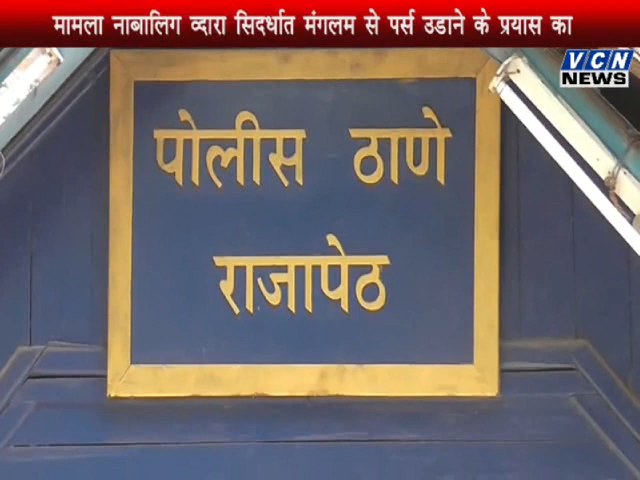 मामला नाबालिग व्दारा सिदर्धात मंगलम से पर्स उडाने के प्रयास का
VCN
NEWS
पोलीस ठाणे
राजापेठ